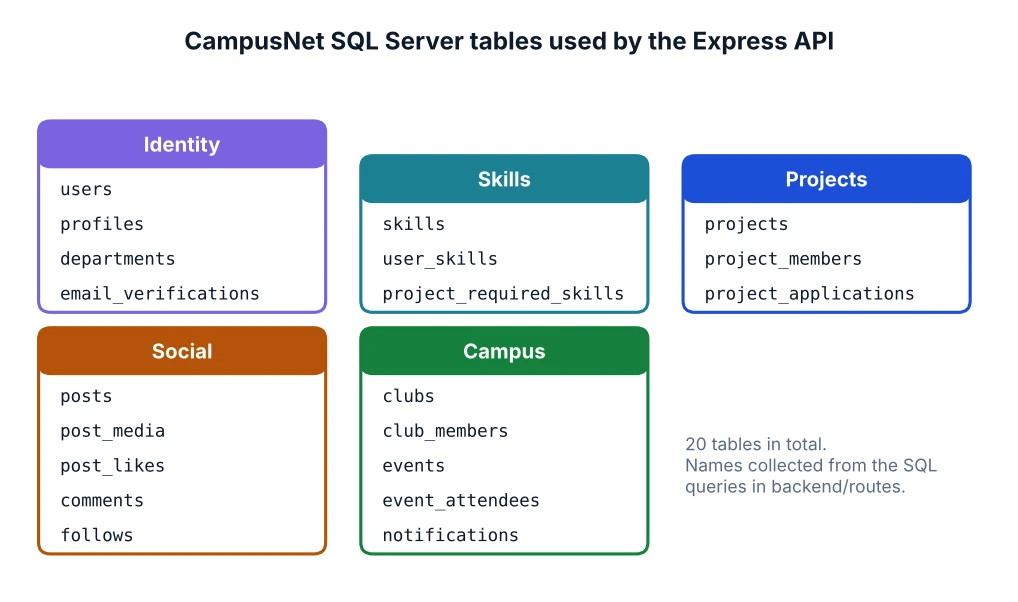 CampusNet SQL Server tables used by the Express API
Identity
users
profiles
departments
email_verifications
Skills
skills
user_skills
project_required_skills
Projects
projects
project_members
project_applications
Social
posts
post_media
post_likes
comments
follows
Campus
clubs
club_members
events
event_attendees
notifications
20 tables in total.
Names collected from the SQL
queries in backend/routes.